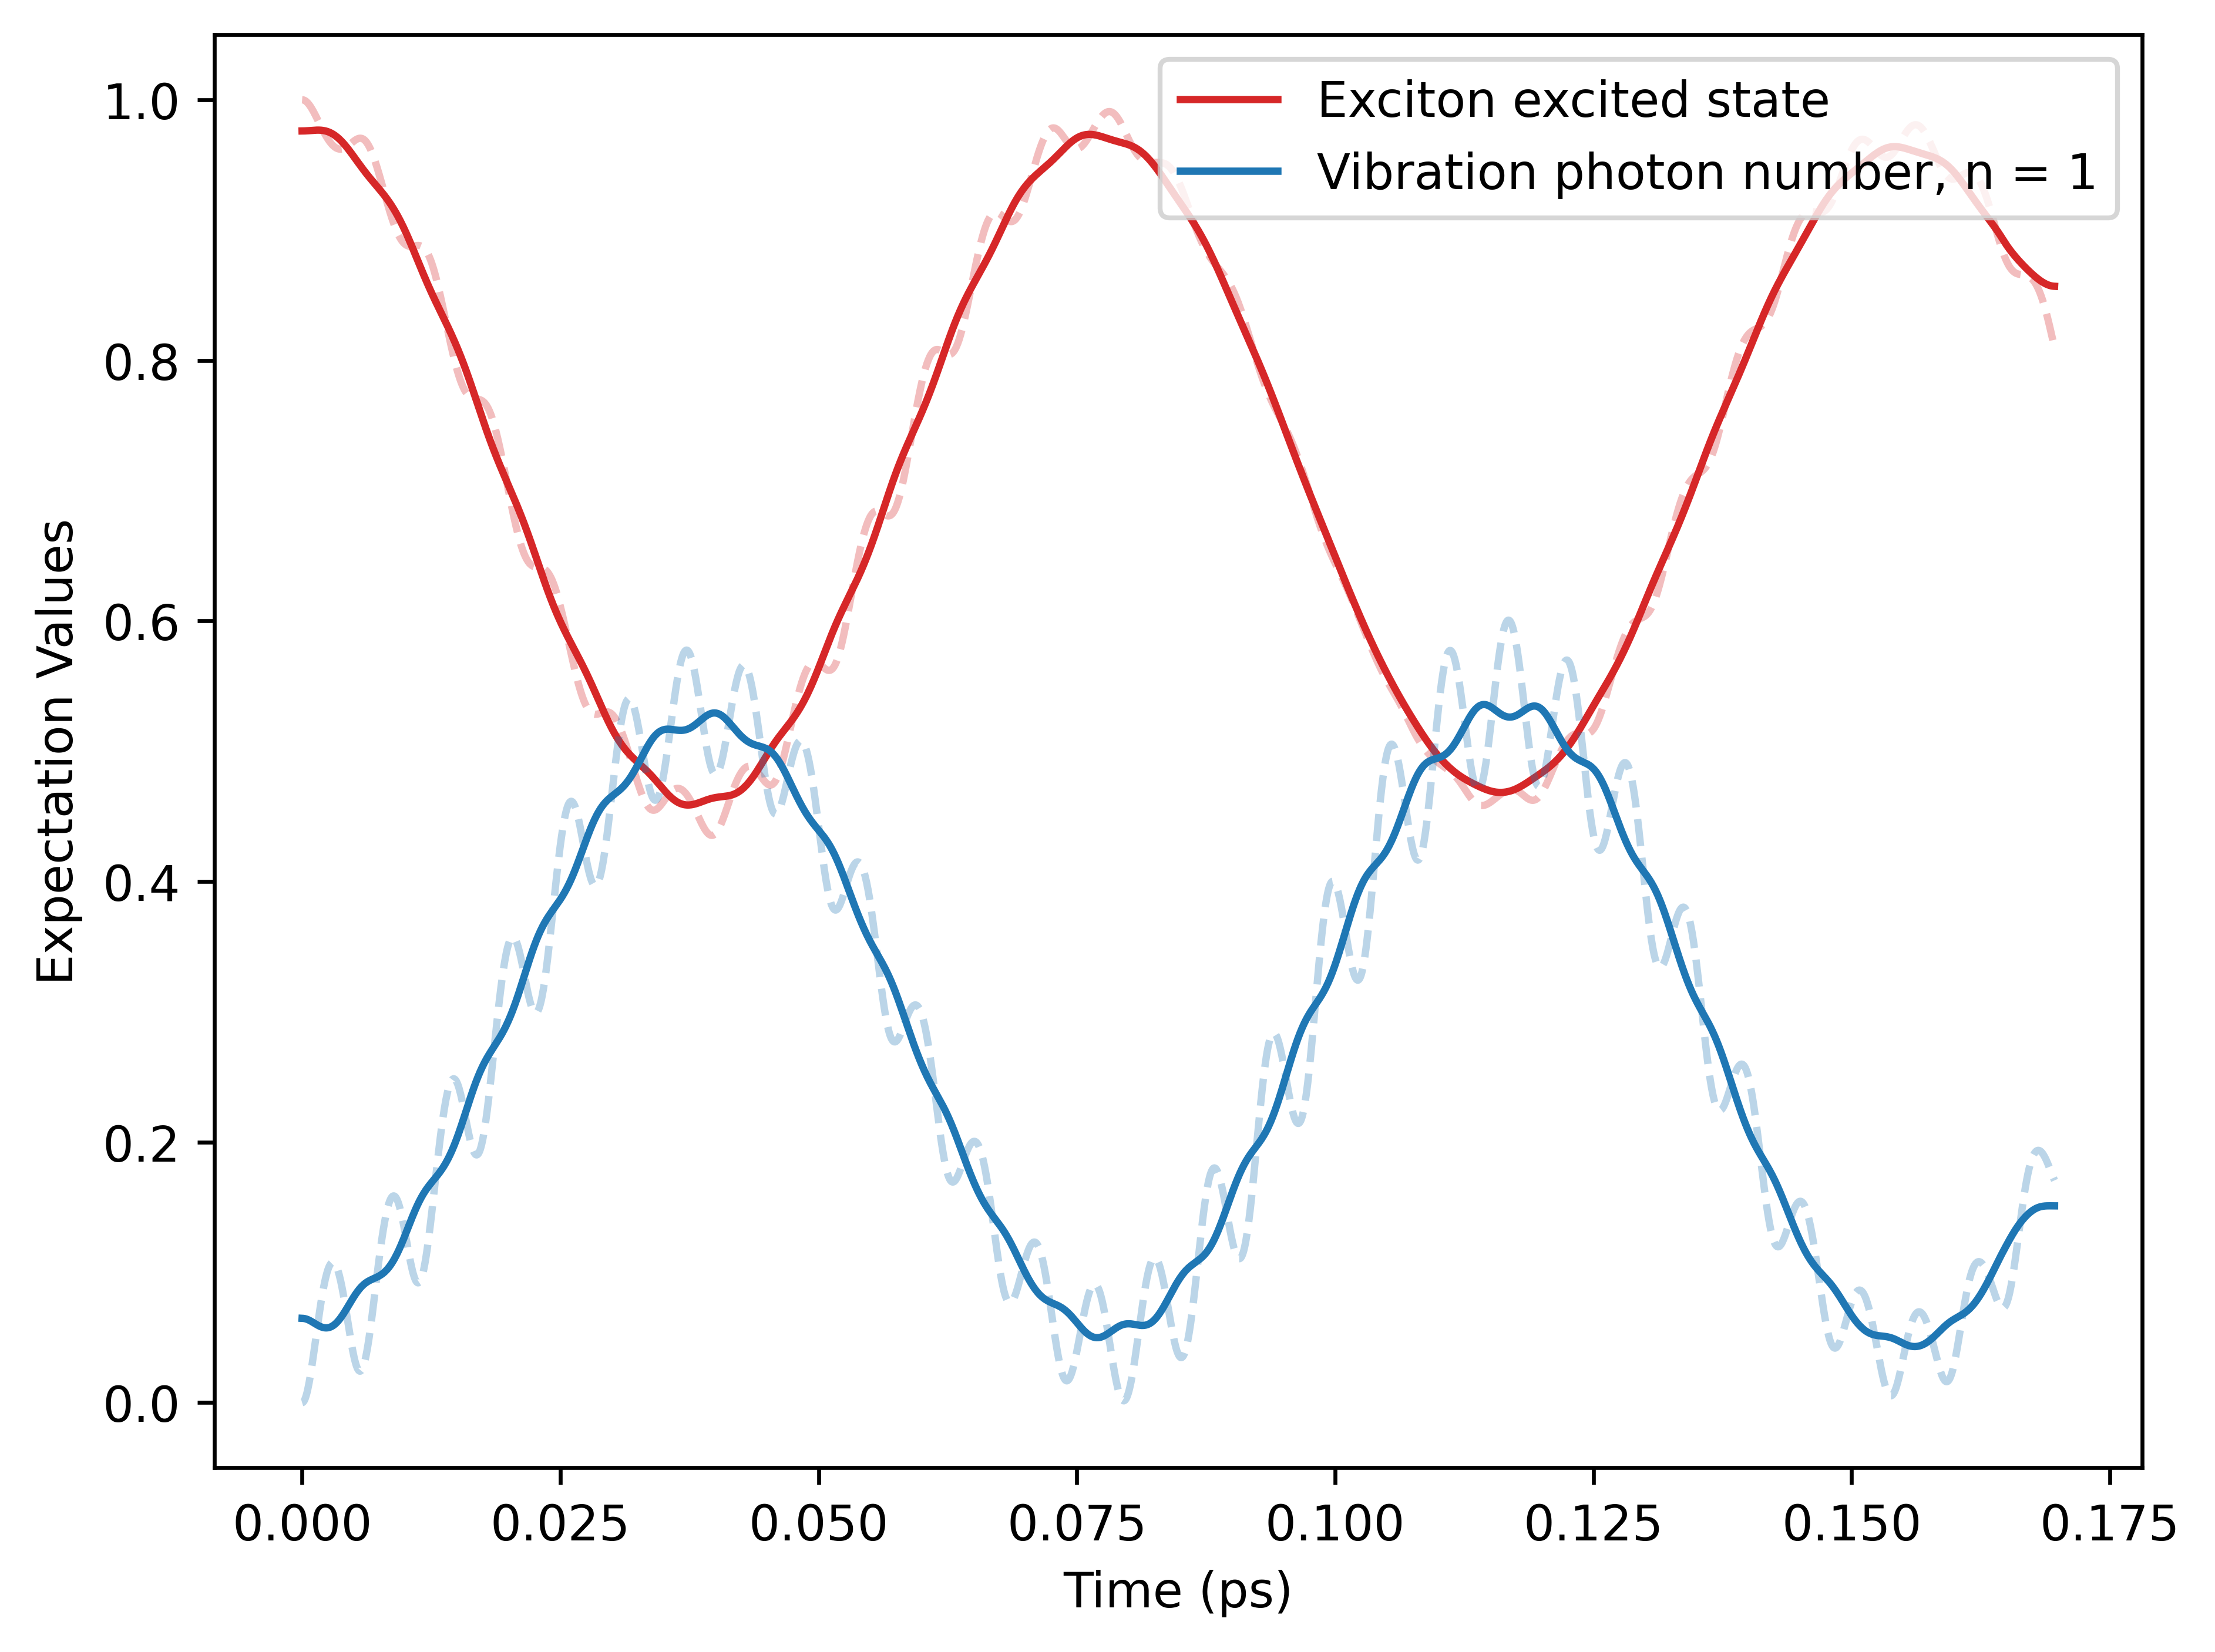 Exciton excited state
Vibration photon number, n = 1
Expectation Values
1.0
0.8
0.6
0.4
0.2
0.0
0.000 0.025 0.050 0.075 0.100 0.125 0.150 0.175
Time (ps)